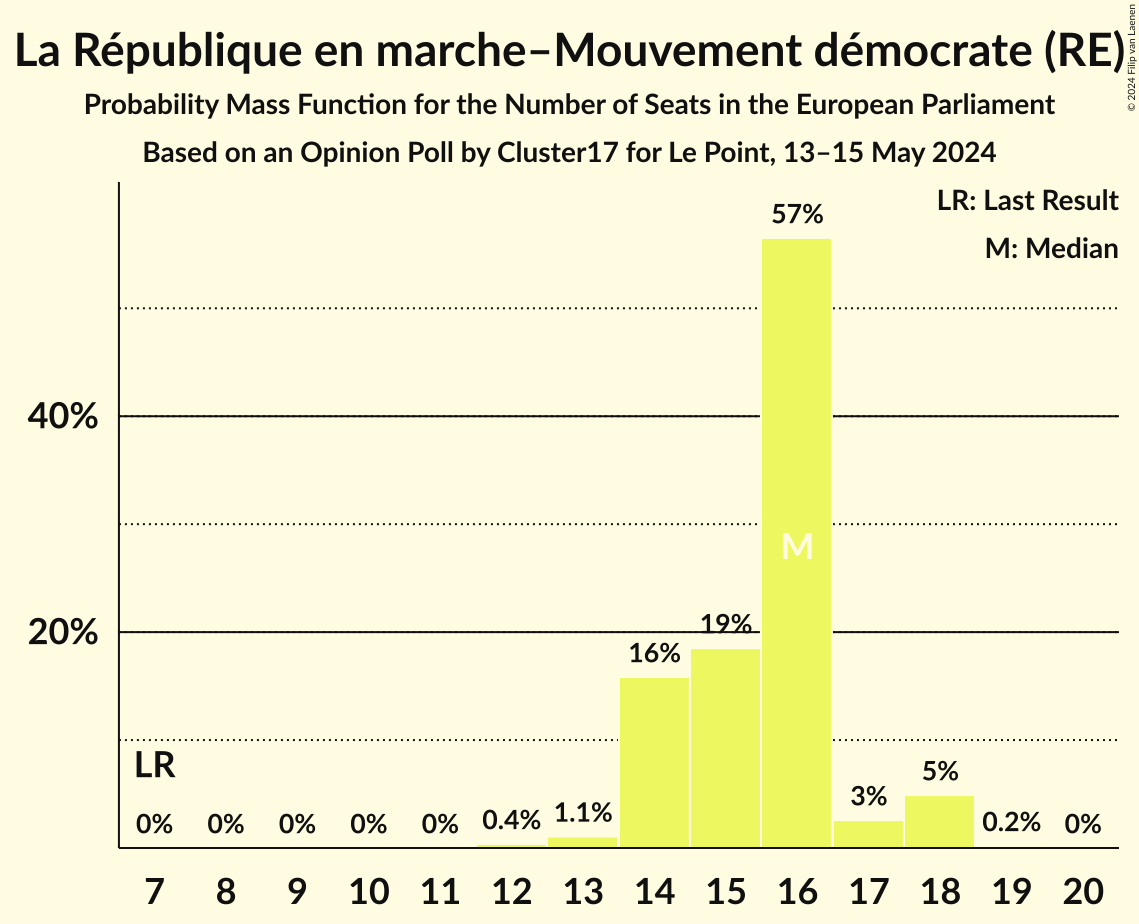 La République en marche–Mouvement démocrate (RE)
© 2024 Filip van Laenen
Probability Mass Function for the Number of Seats in the European Parliament
Based on an Opinion Poll by Cluster17 for Le Point, 13–15 May 2024
LR: Last Result
M: Median
57%
40%
M
20%
19%
16%
LR
5%
3%
0% 0% 0% 0% 0% 0.4% 1.1% 0.2% 0%
7 8 9 10 11 12 13 14 15 16 17 18 19 20